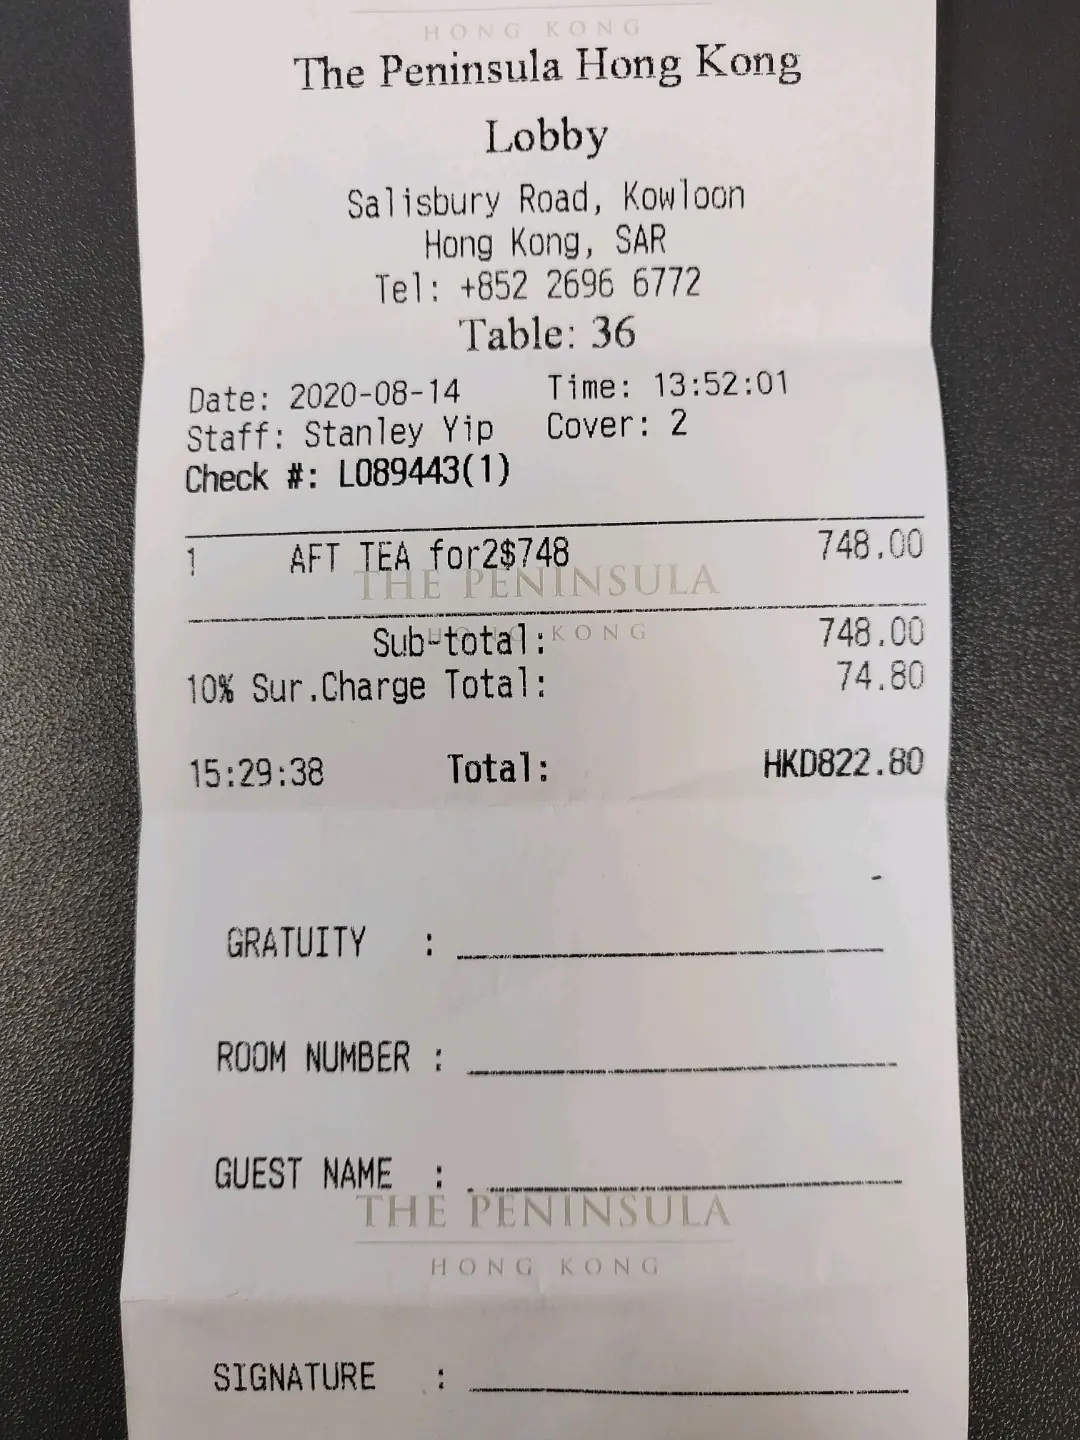 HONG KONG
The Peninsula Hong Kong
Lobby
Salisbury Road, Kowloon
Hong Kong, SAR
Tel: +852 2696 6772
Table: 36
Date: 2020-08-14 Time: 13:52:01
Staff: Stanley Yip Cover: 2
Check #: L089443(1)
1 AFT TEA for2$748 748.00
THE PENINSULA
HONG KONG
Sub-total: 748.00
10% Sur.Charge Total: 74.80
15:29:38 Total: HKD822.80
GRATUITY :
ROOM NUMBER :
GUEST NAME :
THE PENINSULA
HONG KONG
SIGNATURE :